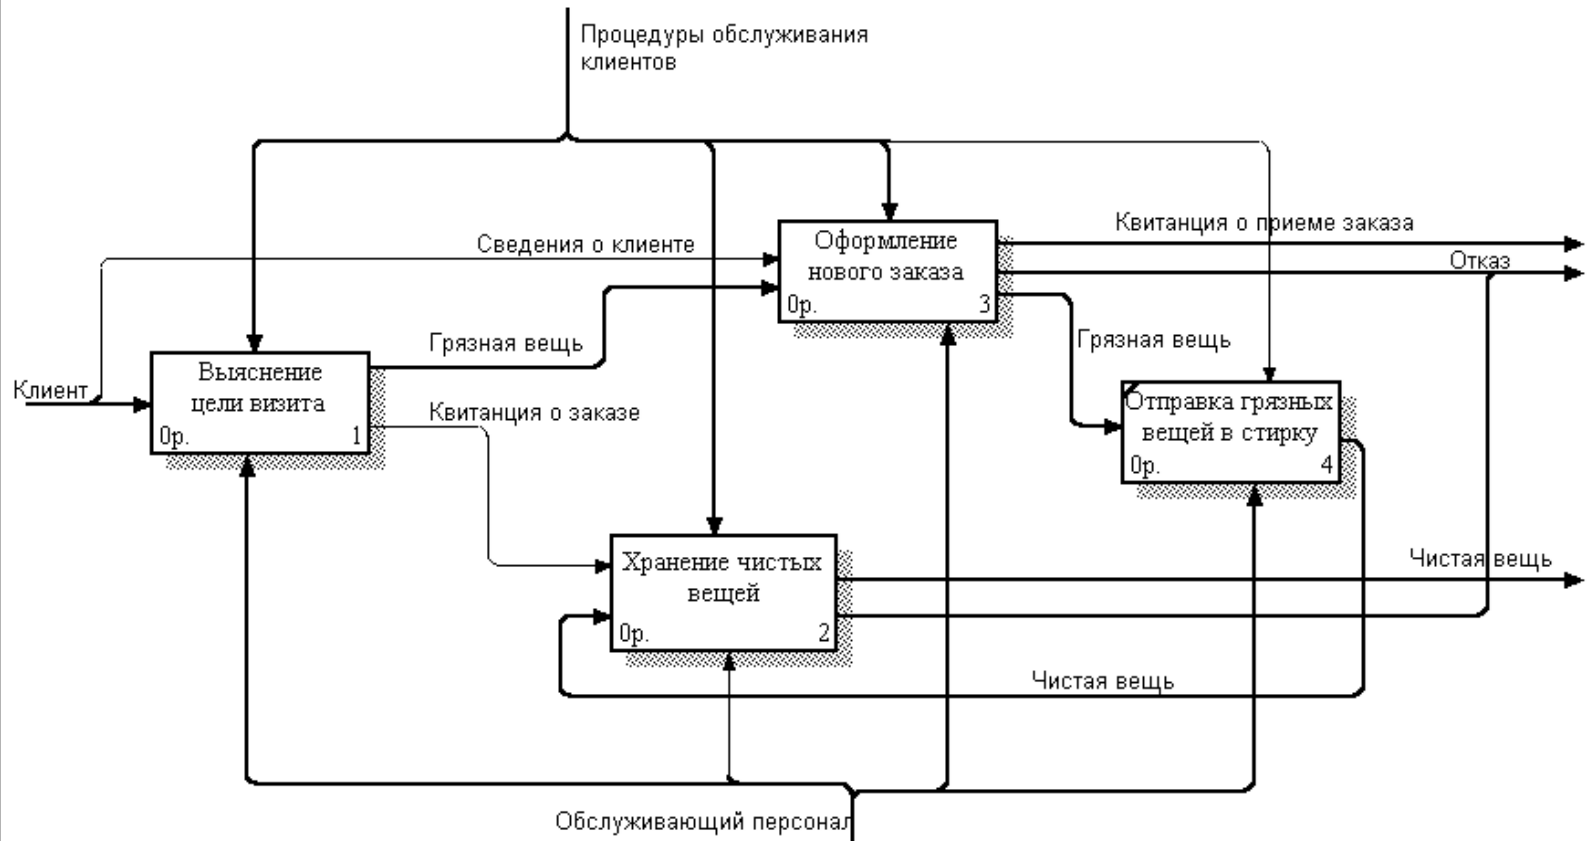 Процедуры обслуживания
клиентов
Квитанция о приеме заказа
Сведения о клиенте
Оформление
нового заказа
0р. 3
Отказ
Грязная вещь
Грязная вещь
Клиент
Выяснение
цели визита
0р. 1
Квитанция о заказе
Отправка грязных
вещей в стирку
0р. 4
Хранение чистых
вещей
0р. 2
Чистая вещь
Чистая вещь
Обслуживающий персонал